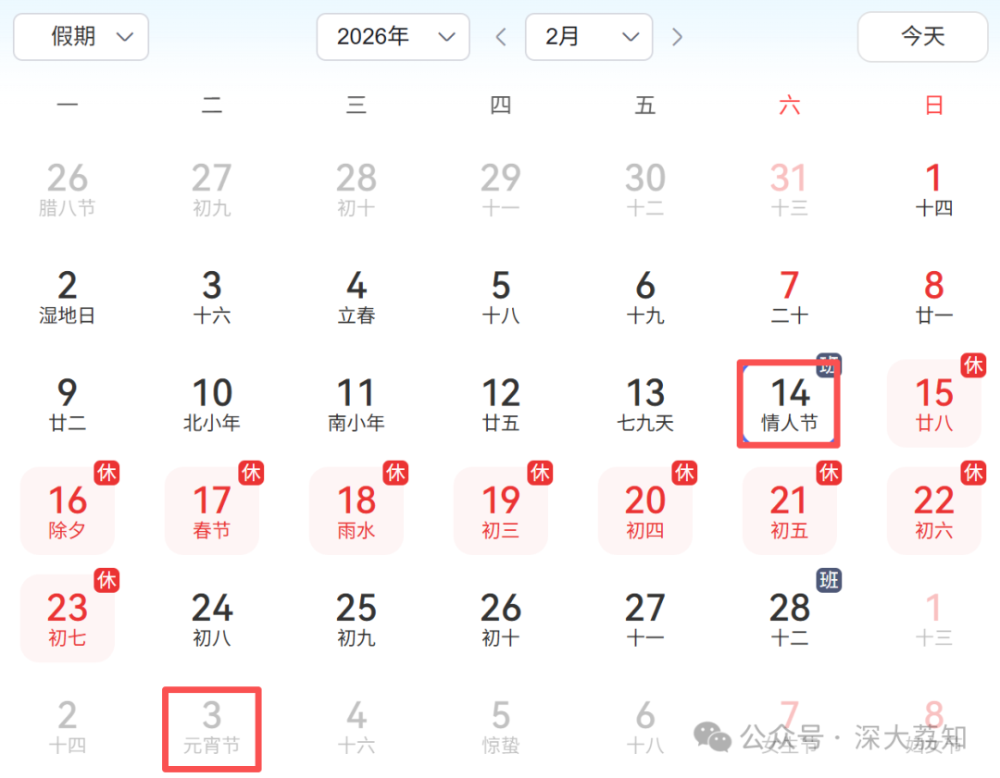 假期 2026年 2月 今天
一 二 三 四 五 六 日
26 27 28 29 30 31 1
腊八节 初九 初十 十一 十二 十三 十四
2 3 4 5 6 7 8
湿地日 十六 立春 十八 十九 二十 廿一
班 休
9 10 11 12 13 14 15
廿二 北小年 南小年 廿五 七九天 情人节 廿八
休 休 休 休 休 休 休
16 17 18 19 20 21 22
除夕 春节 雨水 初三 初四 初五 初六
休 班
23 24 25 26 27 28 1
初七 初八 初九 初十 十一 十二 十三
2 3 4 5 6 7 8
十四 元宵节 十六 惊蛰 十八 女生节 妇女节
公众号 · 深大荔知